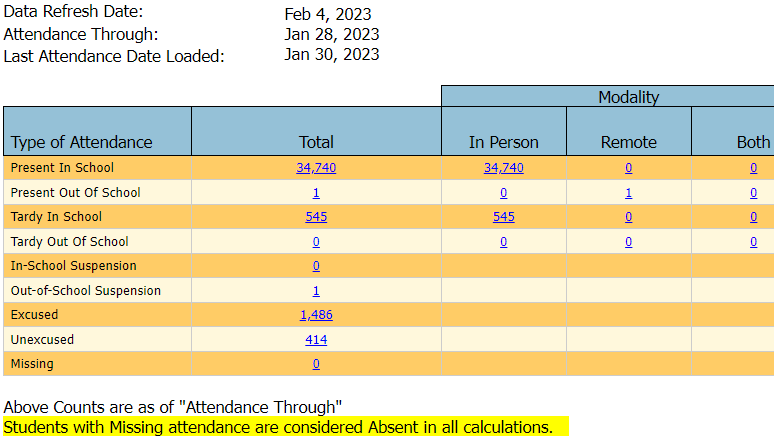 Data Refresh Date: Feb 4, 2023
Attendance Through: Jan 28, 2023
Last Attendance Date Loaded: Jan 30, 2023
Modality
Type of Attendance Total In Person Remote Both
Present In School 34,740 34,740 0 0
Present Out Of School 1 0 1 0
Tardy In School 545 545 0 0
Tardy Out Of School 0 0 0 0
In-School Suspension 0
Out-of-School Suspension 1
Excused 1,486
Unexcused 414
Missing 0
Above Counts are as of "Attendance Through"
Students with Missing attendance are considered Absent in all calculations.